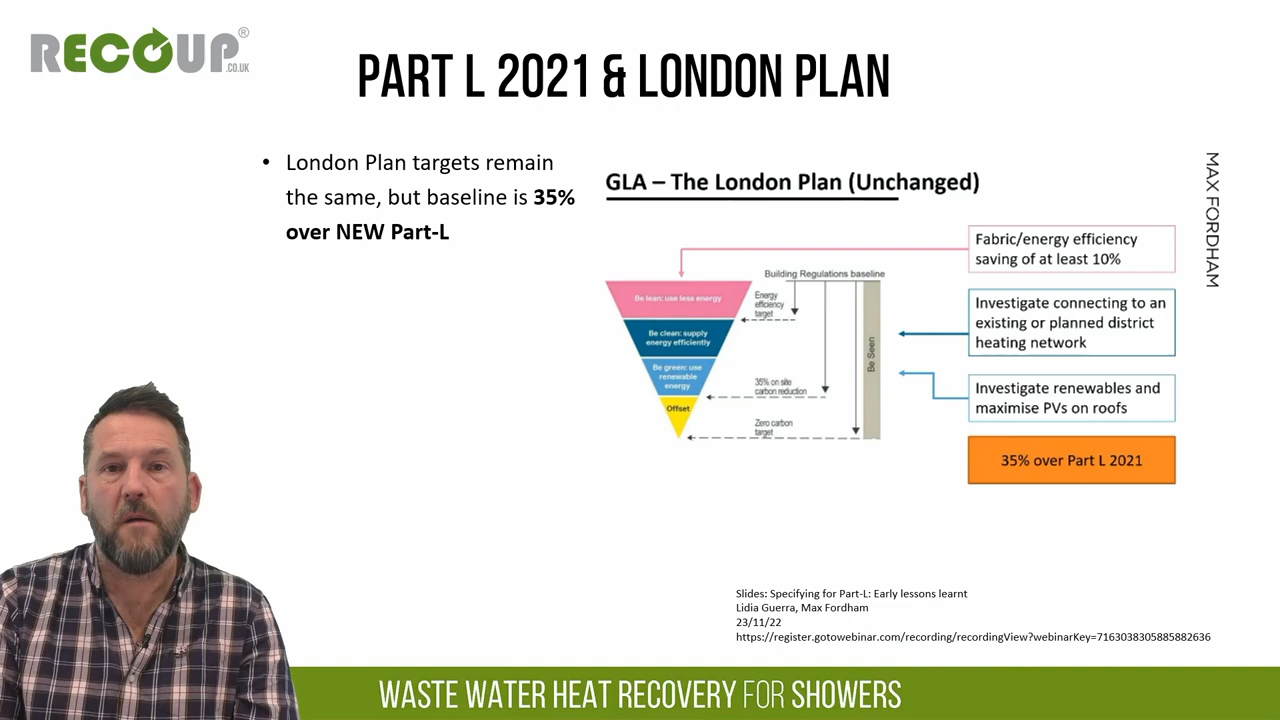 RECOUP®
.CO.UK
PART L 2021 & LONDON PLAN
• London Plan targets remain
the same, but baseline is 35%
over NEW Part-L
GLA – The London Plan (Unchanged)
MAX FORDHAM
Fabric/energy efficiency
saving of at least 10%
Building Regulations baseline
Be lean: use less energy
Energy
efficiency
target
Be clean: supply
energy efficiently
Investigate connecting to an
existing or planned district
heating network
Be Seen
Be green: use
renewable
energy
35% on site
carbon reduction
Investigate renewables and
maximise PVs on roofs
Offset
Zero carbon
target
35% over Part L 2021
Slides: Specifying for Part-L: Early lessons learnt
Lidia Guerra, Max Fordham
23/11/22
https://register.gotowebinar.com/recording/recordingView?webinarKey=7163038305885882636
WASTE WATER HEAT RECOVERY FOR SHOWERS